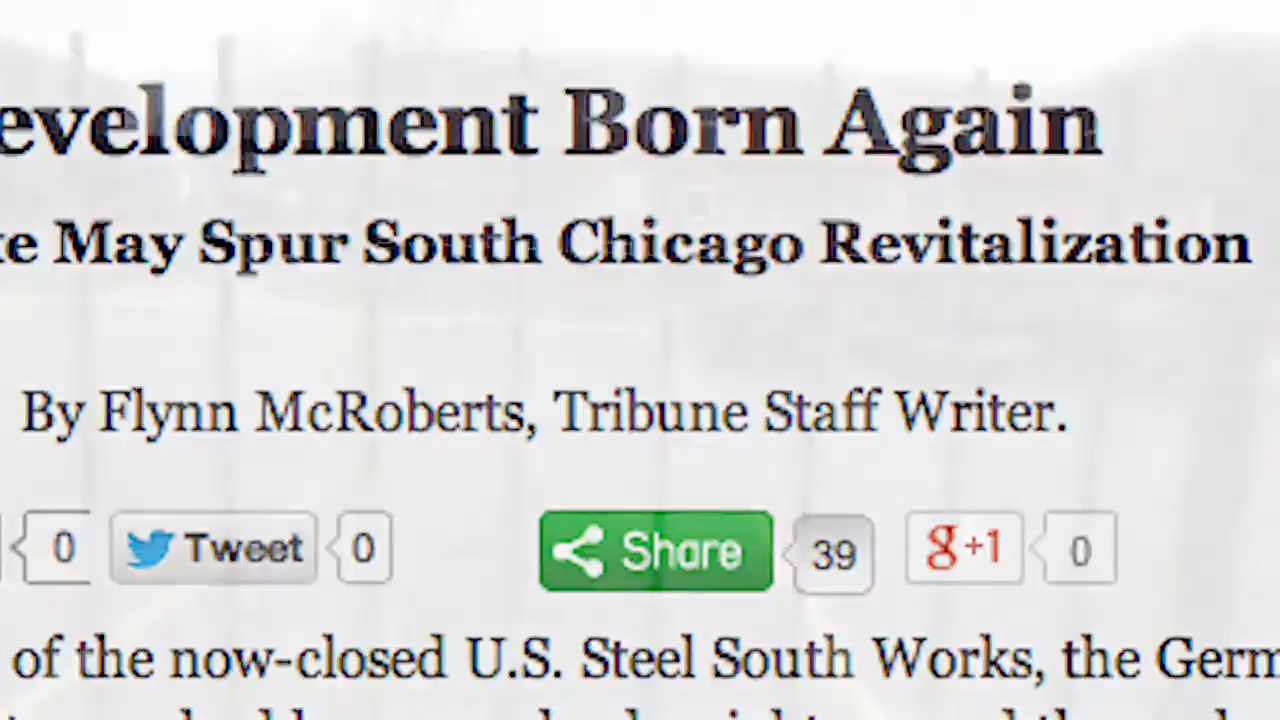 evelopment Born Again
e May Spur South Chicago Revitalization
By Flynn McRoberts, Tribune Staff Writer.
0 Tweet 0 Share 39 g+1 0
of the now-closed U.S. Steel South Works, the Germ